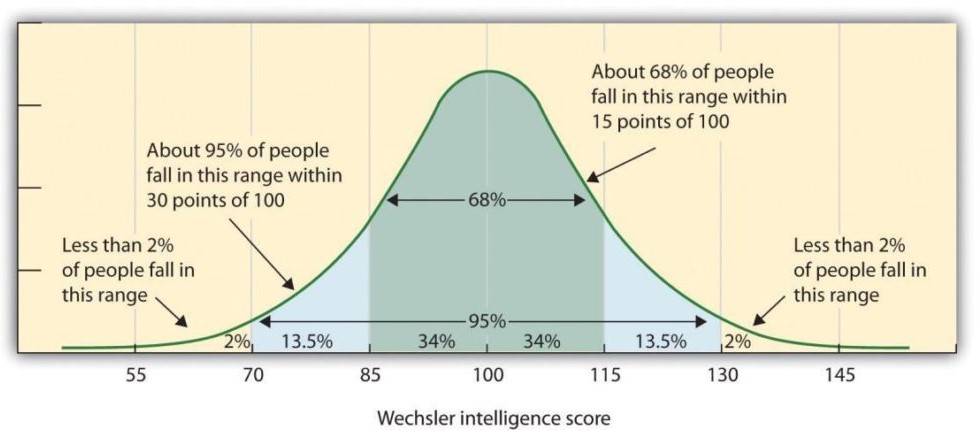 About 68% of people
fall in this range within
15 points of 100
About 95% of people
fall in this range within
30 points of 100
68%
Less than 2%
of people fall in
this range
Less than 2%
of people fall in
this range
95%
2% 13.5% 34% 34% 13.5% 2%
55 70 85 100 115 130 145
Wechsler intelligence score